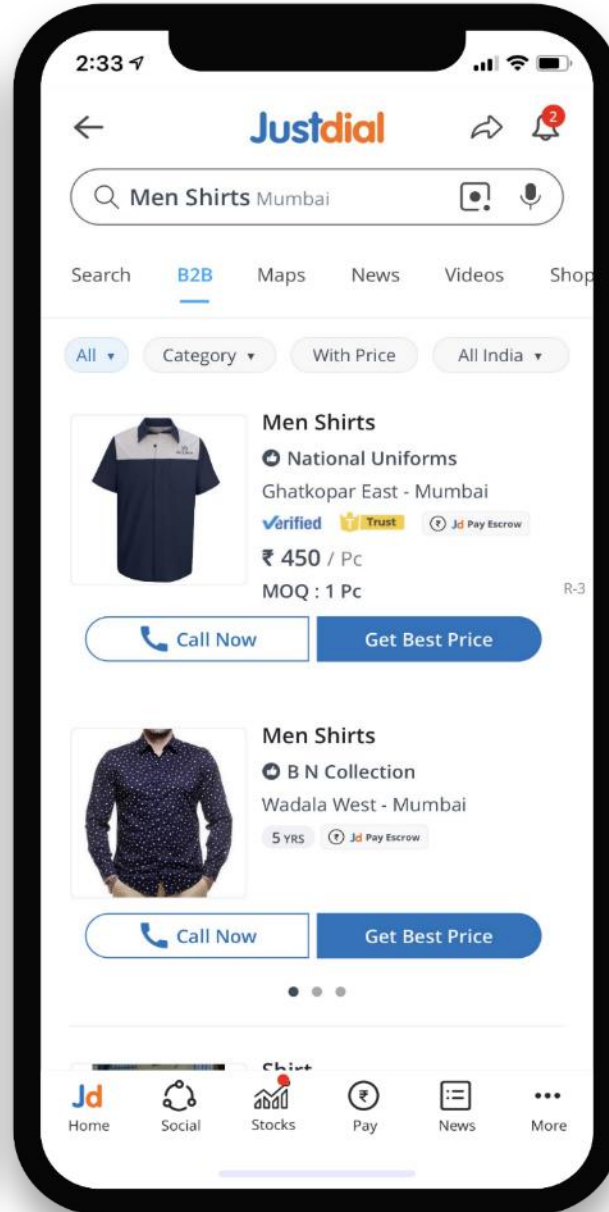 2:33
Justdial
2
Men Shirts Mumbai
Search B2B Maps News Videos Shop
All Category With Price All India
Men Shirts
National Uniforms
Ghatkopar East - Mumbai
Verified Trust Jd Pay Escrow
₹ 450 / Pc
MOQ : 1 Pc
R-3
Call Now Get Best Price
Men Shirts
B N Collection
Wadala West - Mumbai
5 YRS Jd Pay Escrow
Call Now Get Best Price
Shirt
Jd
Home Social Stocks Pay News More